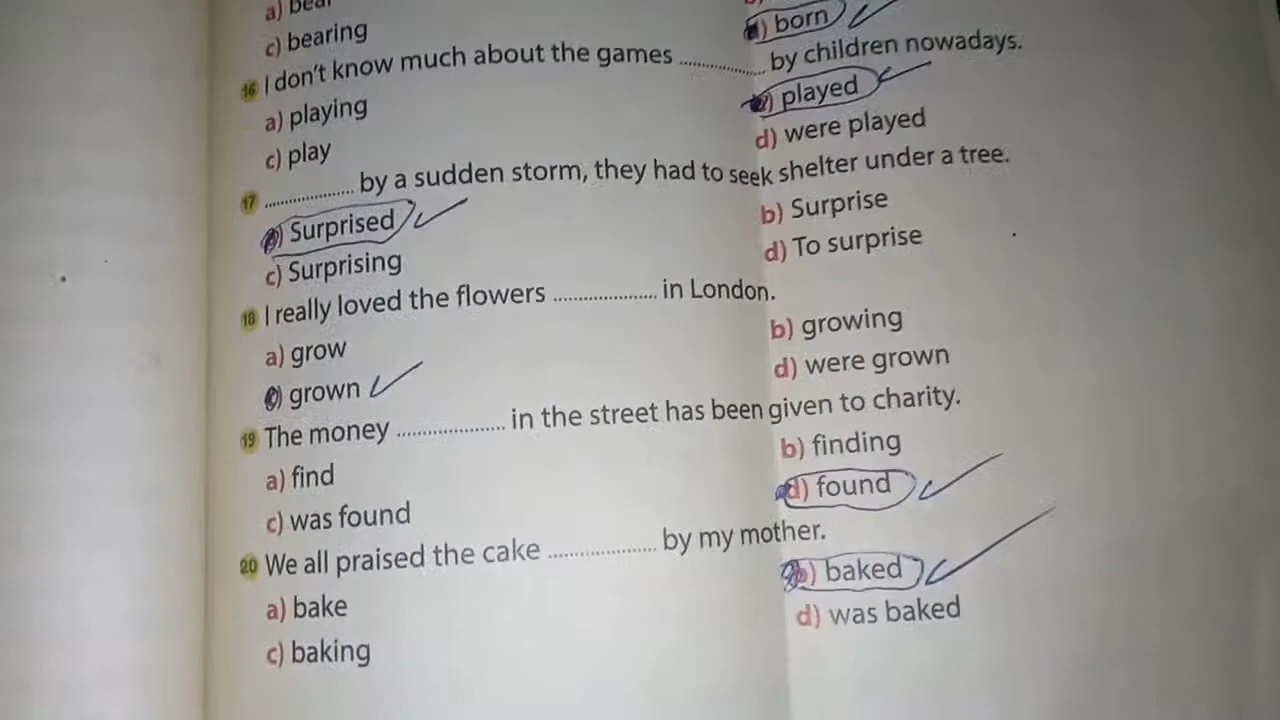 a) bear
c) bearing
d) born
16 I don't know much about the games .................... by children nowadays.
a) playing
b) played
c) play
d) were played
17 .................... by a sudden storm, they had to seek shelter under a tree.
a) Surprised
b) Surprise
c) Surprising
d) To surprise
18 I really loved the flowers .................... in London.
a) grow
b) growing
c) grown
d) were grown
19 The money .................... in the street has been given to charity.
a) find
b) finding
c) was found
d) found
20 We all praised the cake .................... by my mother.
a) bake
b) baked
c) baking
d) was baked